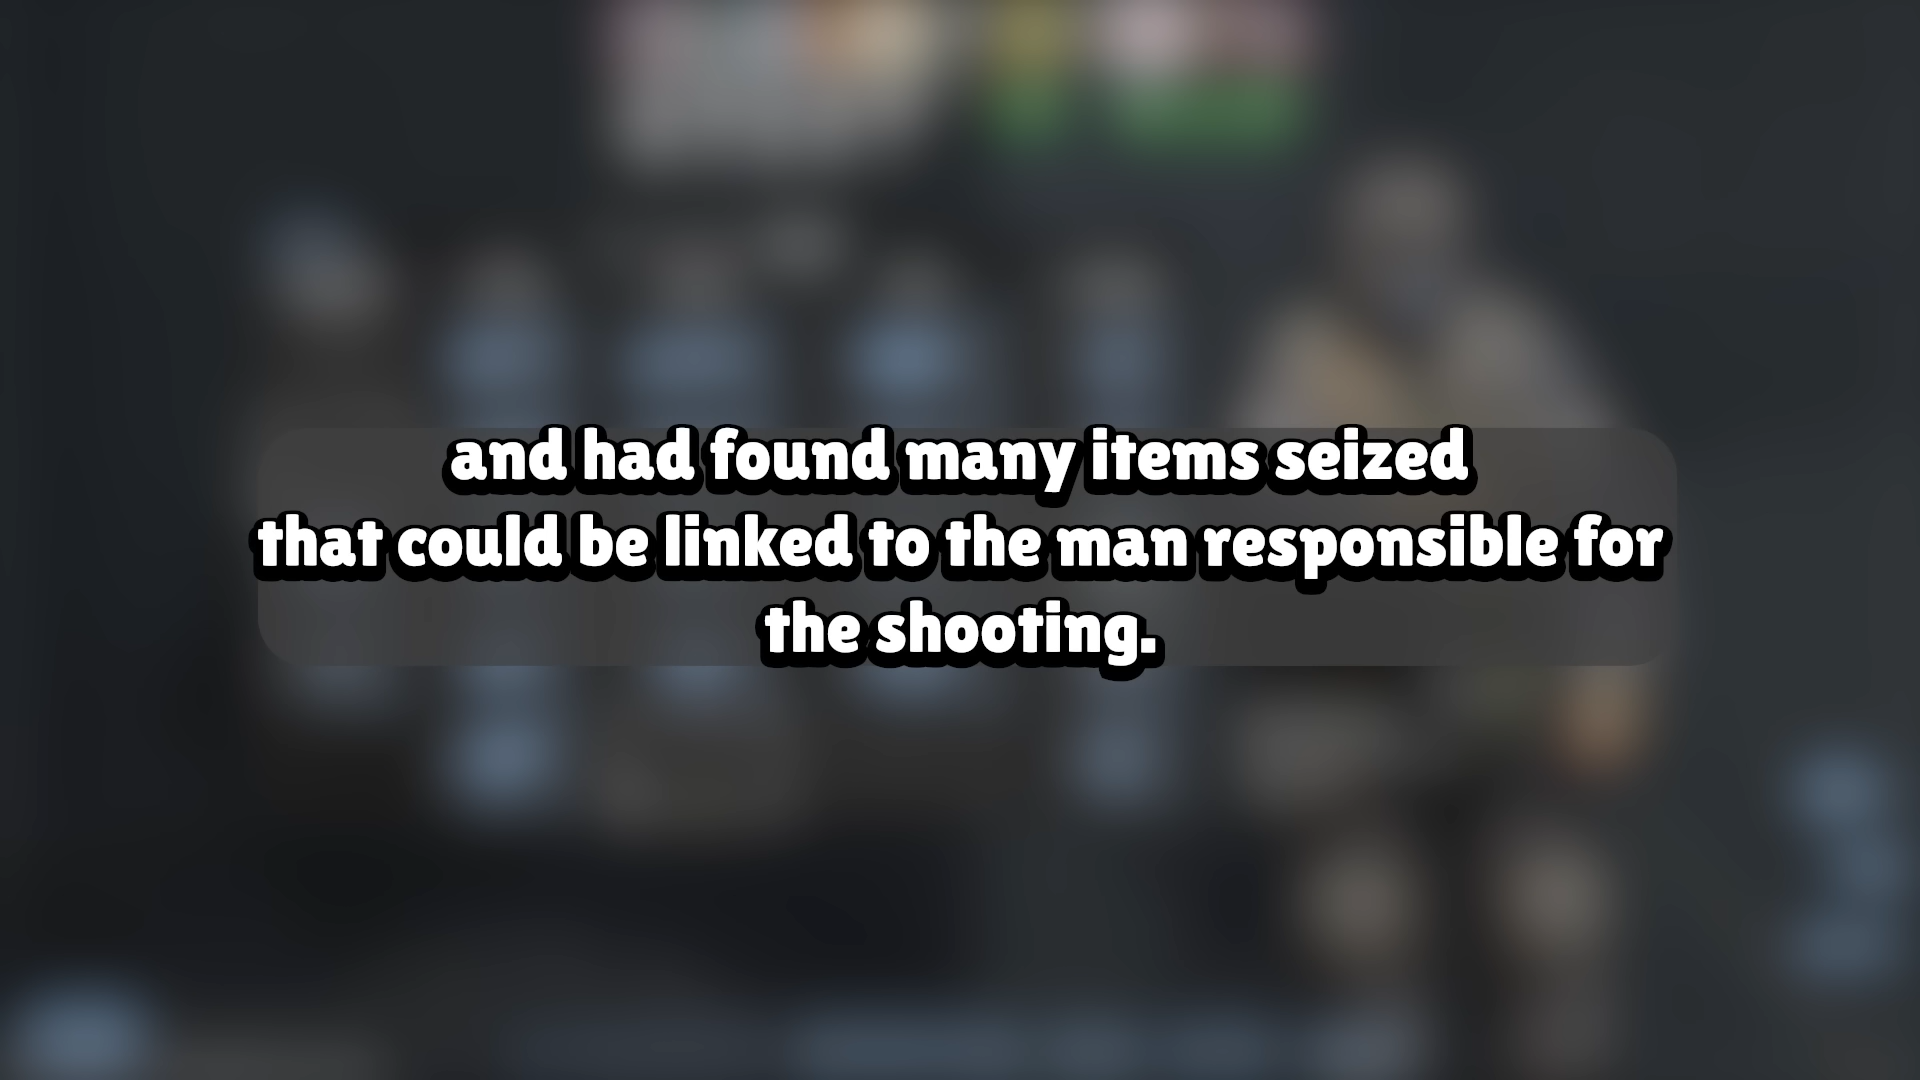 and had found many items seized
that could be linked to the man responsible for
the shooting.